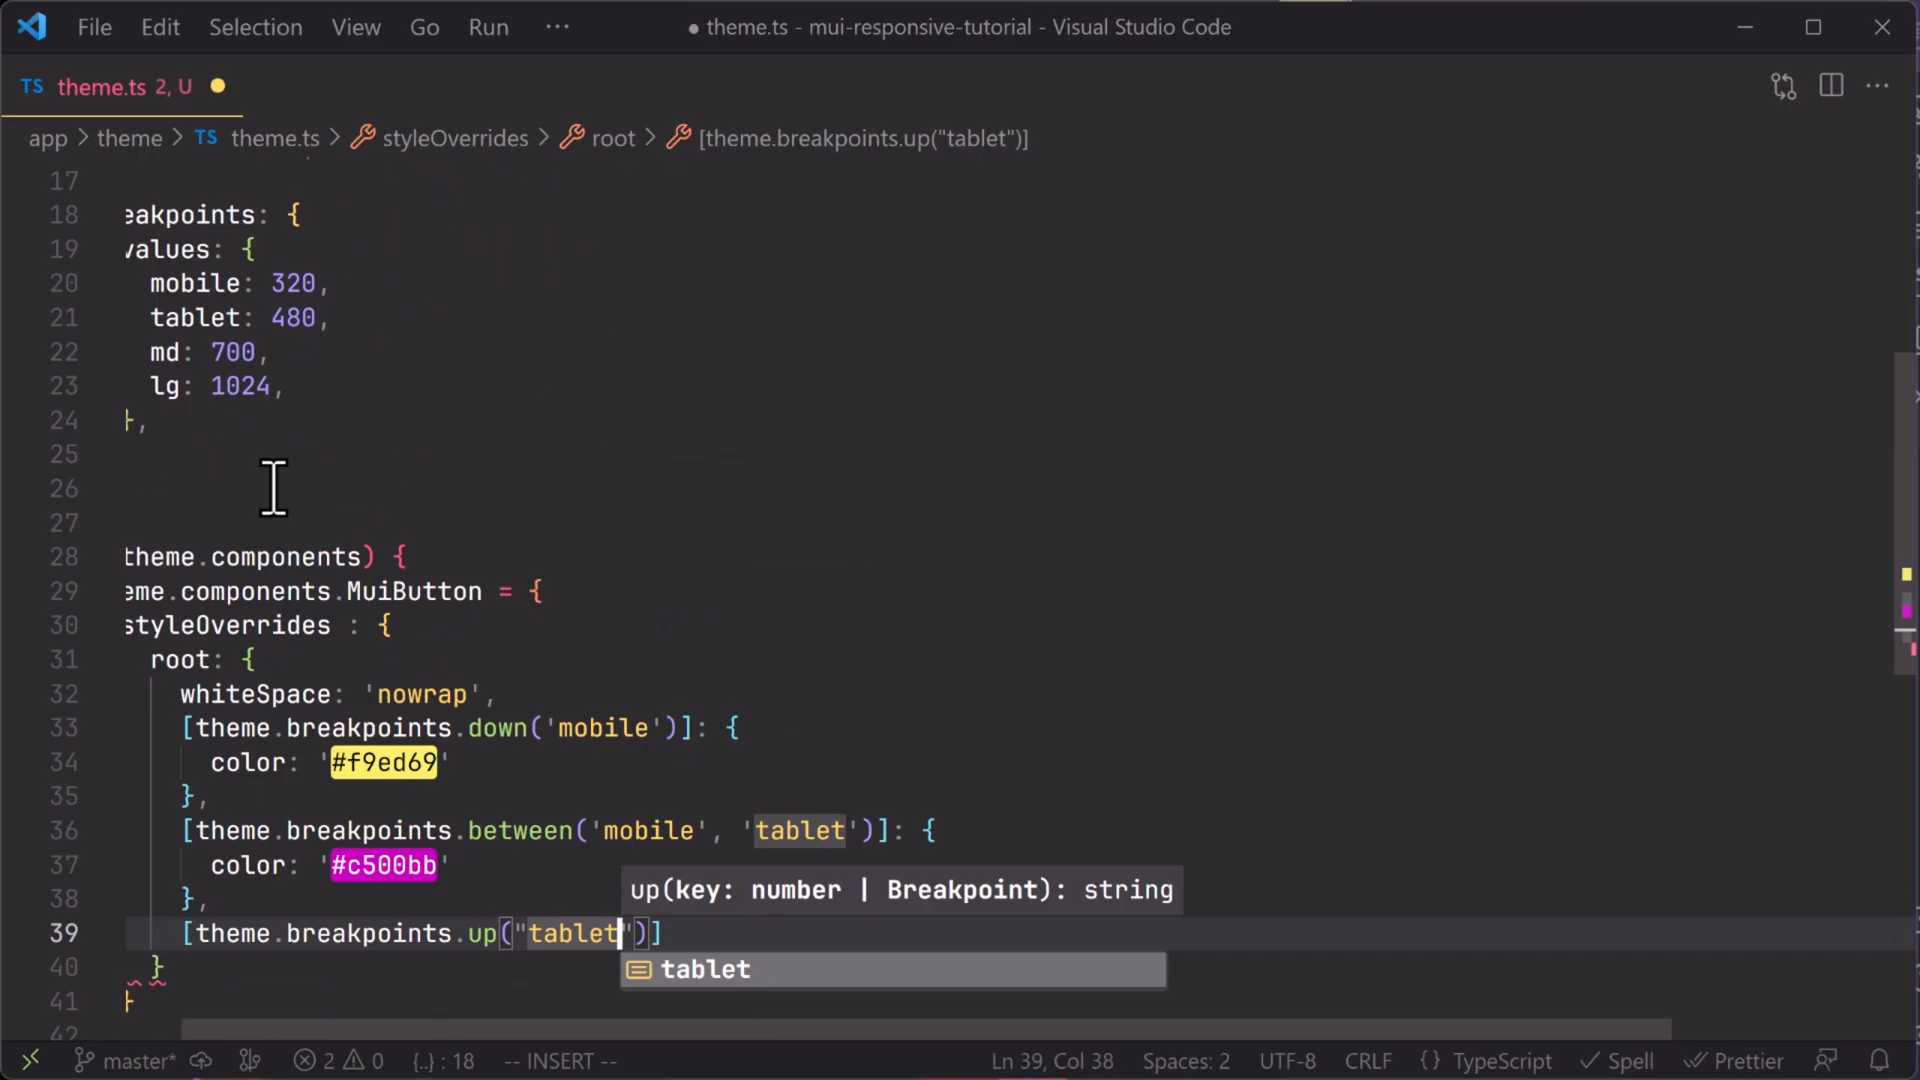 File Edit Selection View Go Run ··· ● theme.ts - mui-responsive-tutorial - Visual Studio Code
TS theme.ts 2, U
app > theme > TS theme.ts > styleOverrides > root > [theme.breakpoints.up("tablet")]
17
18 eakpoints: {
19 values: {
20 mobile: 320,
21 tablet: 480,
22 md: 700,
23 lg: 1024,
24 },
25
26
27
28 theme.components) {
29 eme.components.MuiButton = {
30 styleOverrides : {
31 root: {
32 whiteSpace: 'nowrap',
33 [theme.breakpoints.down('mobile')]: {
34 color: '#f9ed69'
35 },
36 [theme.breakpoints.between('mobile', 'tablet')]: {
37 color: '#c500bb'
up(key: number | Breakpoint): string
38 },
39 [theme.breakpoints.up("tablet")]
tablet
40 }
41 }
42
master* 2 0 {..} : 18 -- INSERT -- Ln 39, Col 38 Spaces: 2 UTF-8 CRLF {} TypeScript Spell Prettier